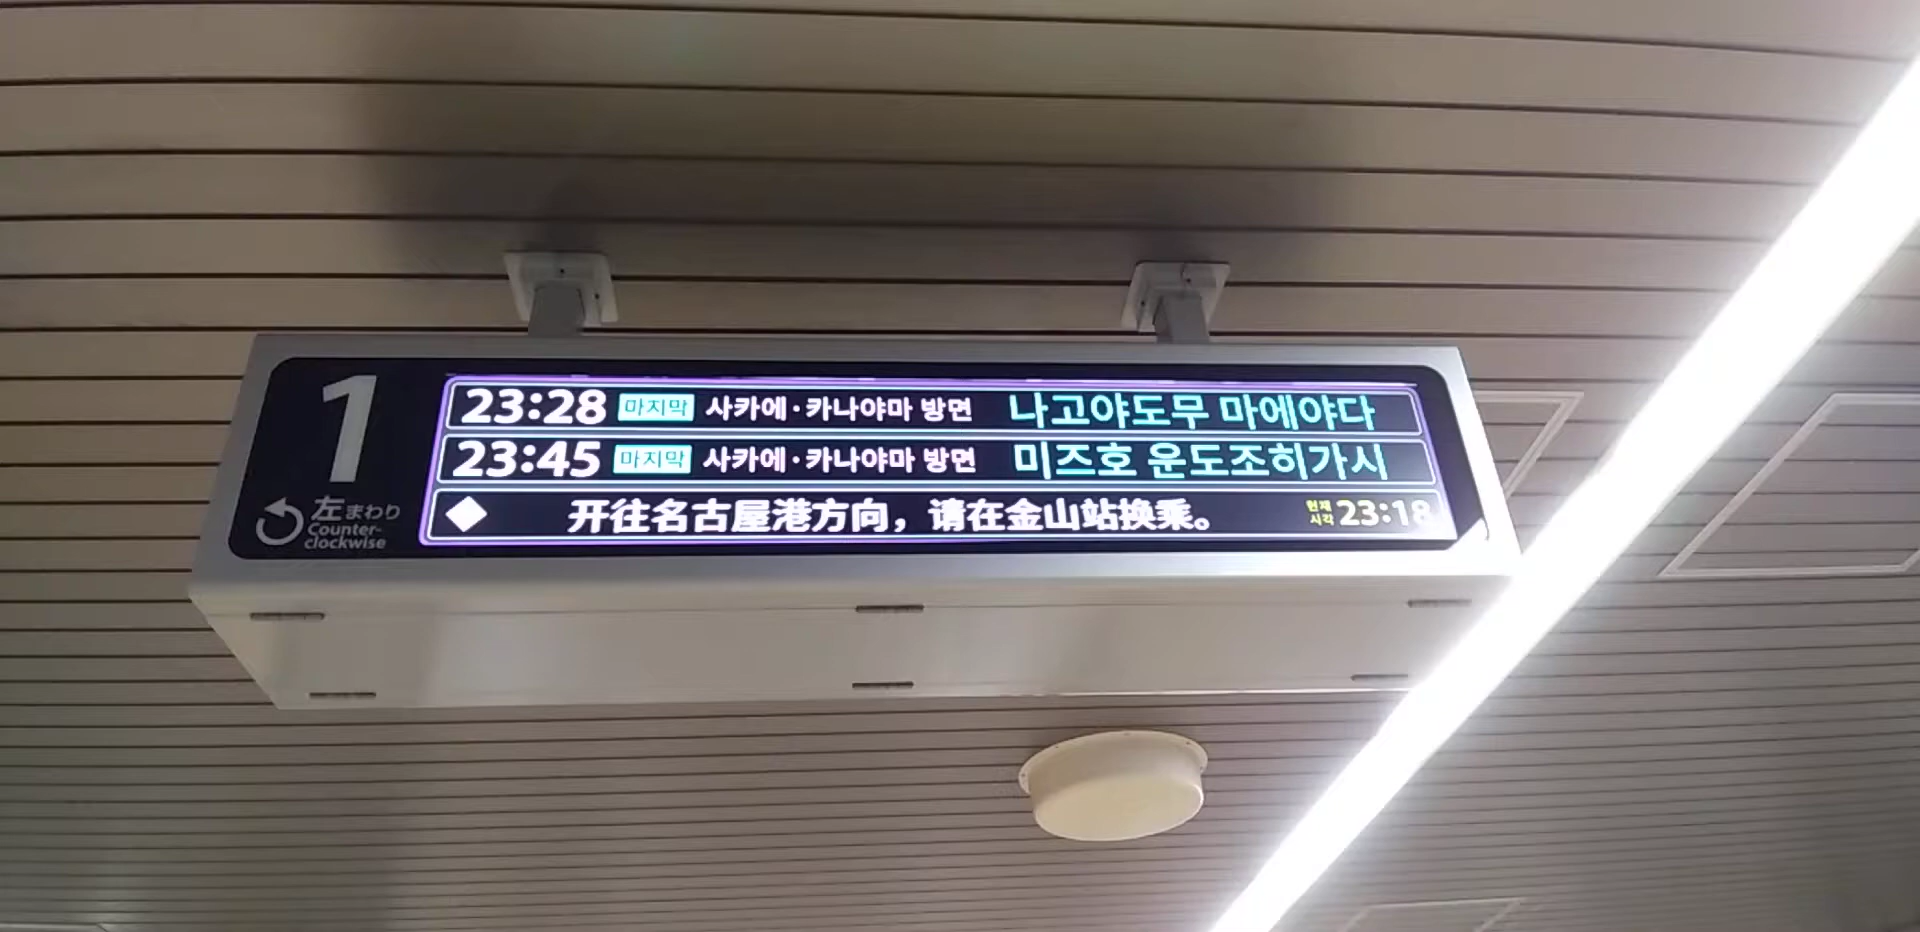 1
左まわり
Counter-
clockwise
23:28 마지막 사카에·카나야마 방면 나고야도무 마에야다
23:45 마지막 사카에·카나야마 방면 미즈호 운도조히가시
开往名古屋港方向，请在金山站换乘。 현재 시각 23:18